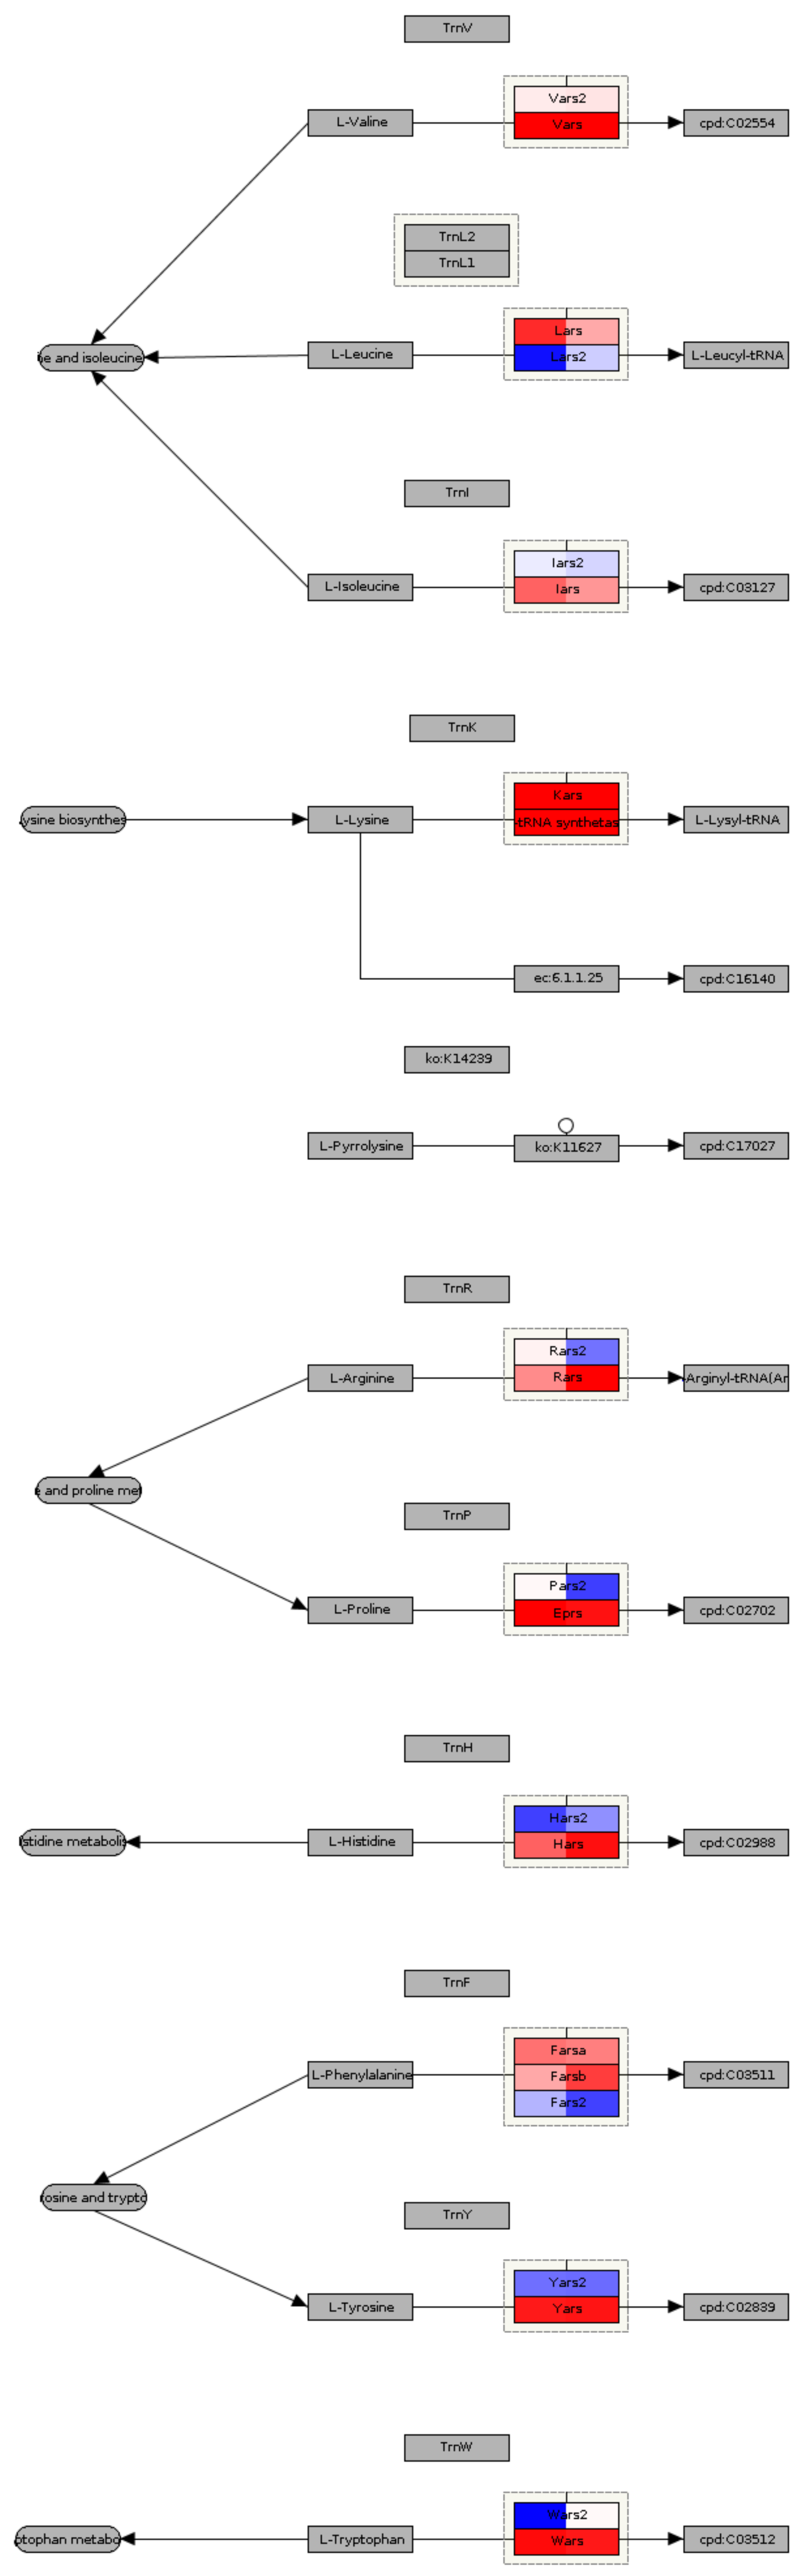 TrnV
Vars2
L-Valine
Vars
cpd:C02554
TrnL2
TrnL1
Lars
ne and isoleucine
L-Leucine
Lars2
L-Leucyl-tRNA
TrnI
Iars2
L-Isoleucine
Iars
cpd:C03127
TrnK
Kars
ysine biosynthes
L-Lysine
-tRNA synthetas
L-Lysyl-tRNA
ec:6.1.1.25
cpd:C16140
ko:K14239
L-Pyrrolysine
ko:K11627
cpd:C17027
TrnR
Rars2
L-Arginine
Rars
-Arginyl-tRNA(Ar
e and proline met
TrnP
Pars2
L-Proline
Eprs
cpd:C02702
TrnH
Hars2
stidine metabolis
L-Histidine
Hars
cpd:C02988
TrnF
Farsa
L-Phenylalanine
Farsb
cpd:C03511
Fars2
rosine and trypto
TrnY
Yars2
L-Tyrosine
Yars
cpd:C02839
TrnW
Wars2
ptophan metabo
L-Tryptophan
Wars
cpd:C03512